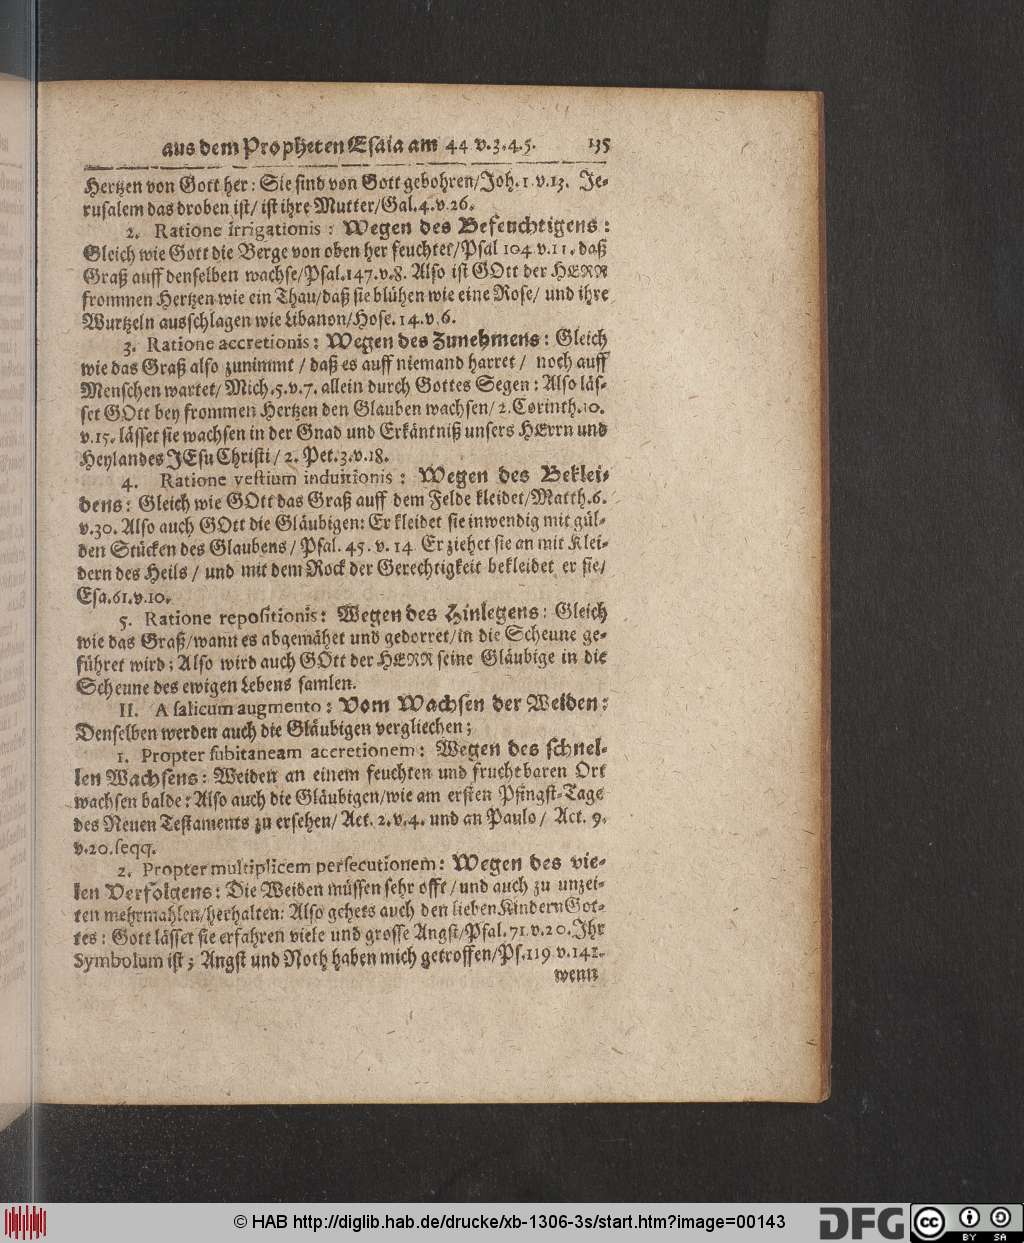 aus dem Propheten Esaia am 44 v.3.4.5. 135
Hertzen von Gott her: Sie sind von Gott gebohren/Joh.1.v.13. Je-
rusalem das droben ist/ ist ihre Mutter/Gal.4.v.26.
2. Ratione irrigationis: Wegen des Befeuchtigens:
Gleich wie Gott die Berge von oben her feuchtet/Psal 104 v.11. daß
Graß auff denselben wachse/Psal.147.v.8. Also ist GOtt der HERR
frommen Hertzen wie ein Thau/daß sie blühen wie eine Rose/ und ihre
Wurtzeln ausschlagen wie Libanon/Hose.14.v.6.
3. Ratione accretionis: Wegen des Zunehmens: Gleich
wie das Graß also zunimmt / daß es auff niemand harret / noch auff
Menschen wartet/ Mich.5.v.7. allein durch Gottes Segen: Also läs-
set GOtt bey frommen Hertzen den Glauben wachsen/ 2.Corinth.10.
v.15. lässet sie wachsen in der Gnad und Erkäntniß unsers HErrn und
Heylandes JEsu Christi/ 2. Pet.3.v.18.
4. Ratione vestium induitionis: Wegen des Beklei-
dens: Gleich wie GOtt das Graß auff dem Felde kleidet/Matth.6.
v.30. Also auch GOtt die Gläubigen: Er kleidet sie inwendig mit gül-
den Stücken des Glaubens / Psal. 45. v. 14 Er ziehet sie an mit Klei-
dern des Heils / und mit dem Rock der Gerechtigkeit bekleidet er sie/
Esa.61.v.10.
5. Ratione repositionis: Wegen des Hinlegens: Gleich
wie das Graß/wann es abgemähet und gedorret/in die Scheune ge-
führet wird; Also wird auch GOtt der HERR seine Gläubige in die
Scheune des ewigen Lebens samlen.
II. A salicum augmento: Vom Wachsen der Weiden:
Denselben werden auch die Gläubigen vergliechen;
1. Propter subitaneam accretionem: Wegen des schnel-
len Wachsens: Weiden an einem feuchten und fruchtbaren Ort
wachsen balde: Also auch die Gläubigen/wie am ersten Pfingst-Tage
des Neuen Testaments zu ersehen/ Act. 2.v.4. und an Paulo / Act. 9.
v.20.seqq.
2. Propter multiplicem persecutionem: Wegen des vie-
len Verfolgens: Die Weiden müssen sehr offt / und auch zu unzei-
ten mehrmahlen/herhalten: Also gehets auch den lieben Kindern Got-
tes: Gott lässet sie erfahren viele und grosse Angst/Psal.71.v.20. Ihr
Symbolum ist; Angst und Noth haben mich getroffen/Ps.119 v.143.
wenn
© HAB http://diglib.hab.de/drucke/xb-1306-3s/start.htm?image=00143
DFG
cc BY SA